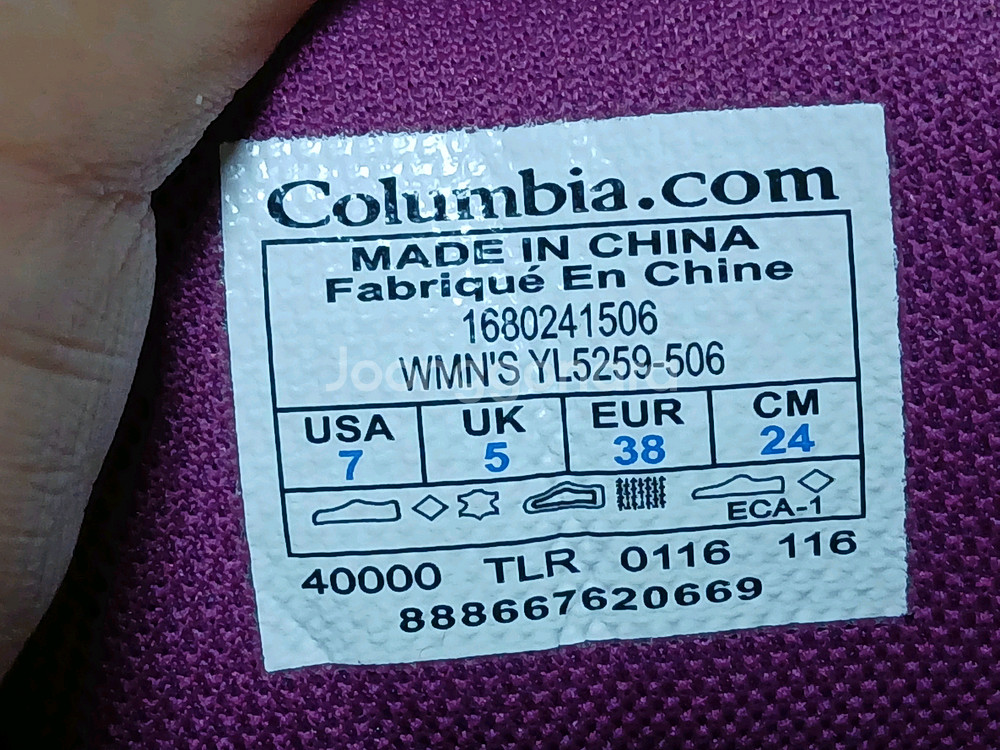 Columbia.com
MADE IN CHINA
Fabriqué En Chine
1680241506
WMN'S YL5259-506
USA UK EUR CM
7 5 38 24
ECA-1
40000 TLR 0116 116
888667620669